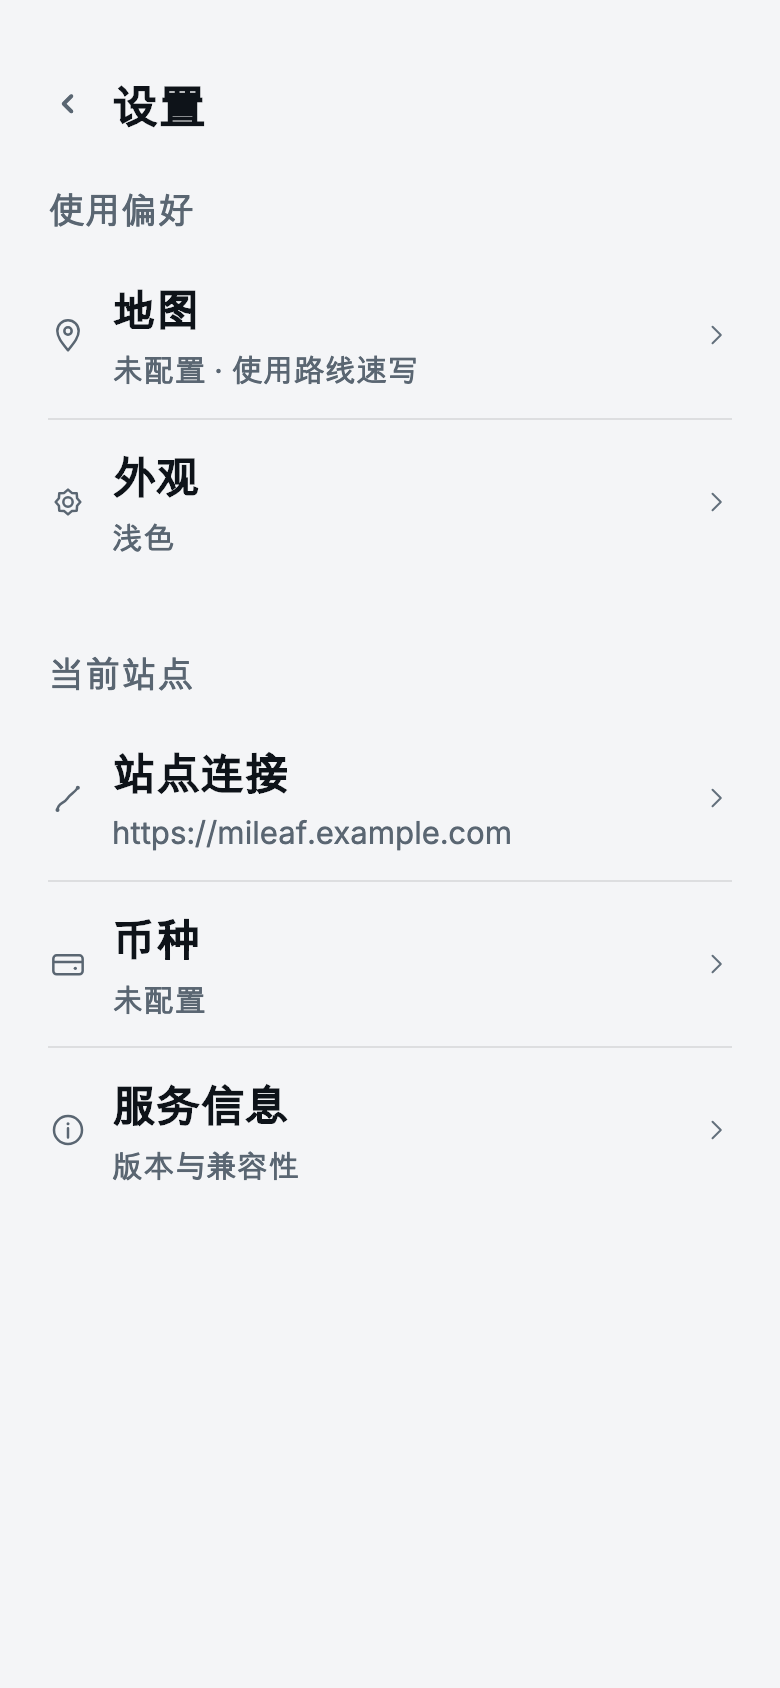 设置
使用偏好
地图
未配置 · 使用路线速写
外观
浅色
当前站点
站点连接
https://mileaf.example.com
币种
未配置
服务信息
版本与兼容性